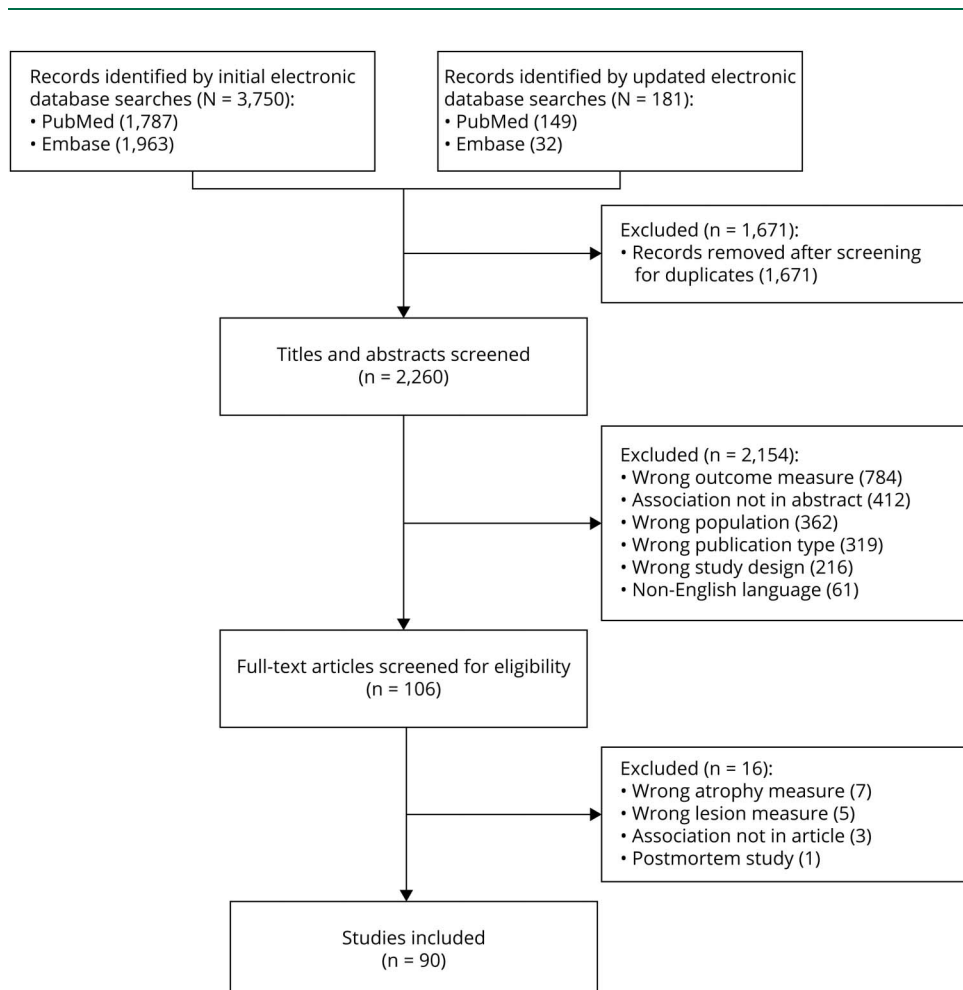 Records identified by initial electronic
database searches (N = 3,750):
• PubMed (1,787)
• Embase (1,963)
Records identified by updated electronic
database searches (N = 181):
• PubMed (149)
• Embase (32)
Excluded (n = 1,671):
• Records removed after screening
for duplicates (1,671)
Titles and abstracts screened
(n = 2,260)
Excluded (n = 2,154):
• Wrong outcome measure (784)
• Association not in abstract (412)
• Wrong population (362)
• Wrong publication type (319)
• Wrong study design (216)
• Non-English language (61)
Full-text articles screened for eligibility
(n = 106)
Excluded (n = 16):
• Wrong atrophy measure (7)
• Wrong lesion measure (5)
• Association not in article (3)
• Postmortem study (1)
Studies included
(n = 90)